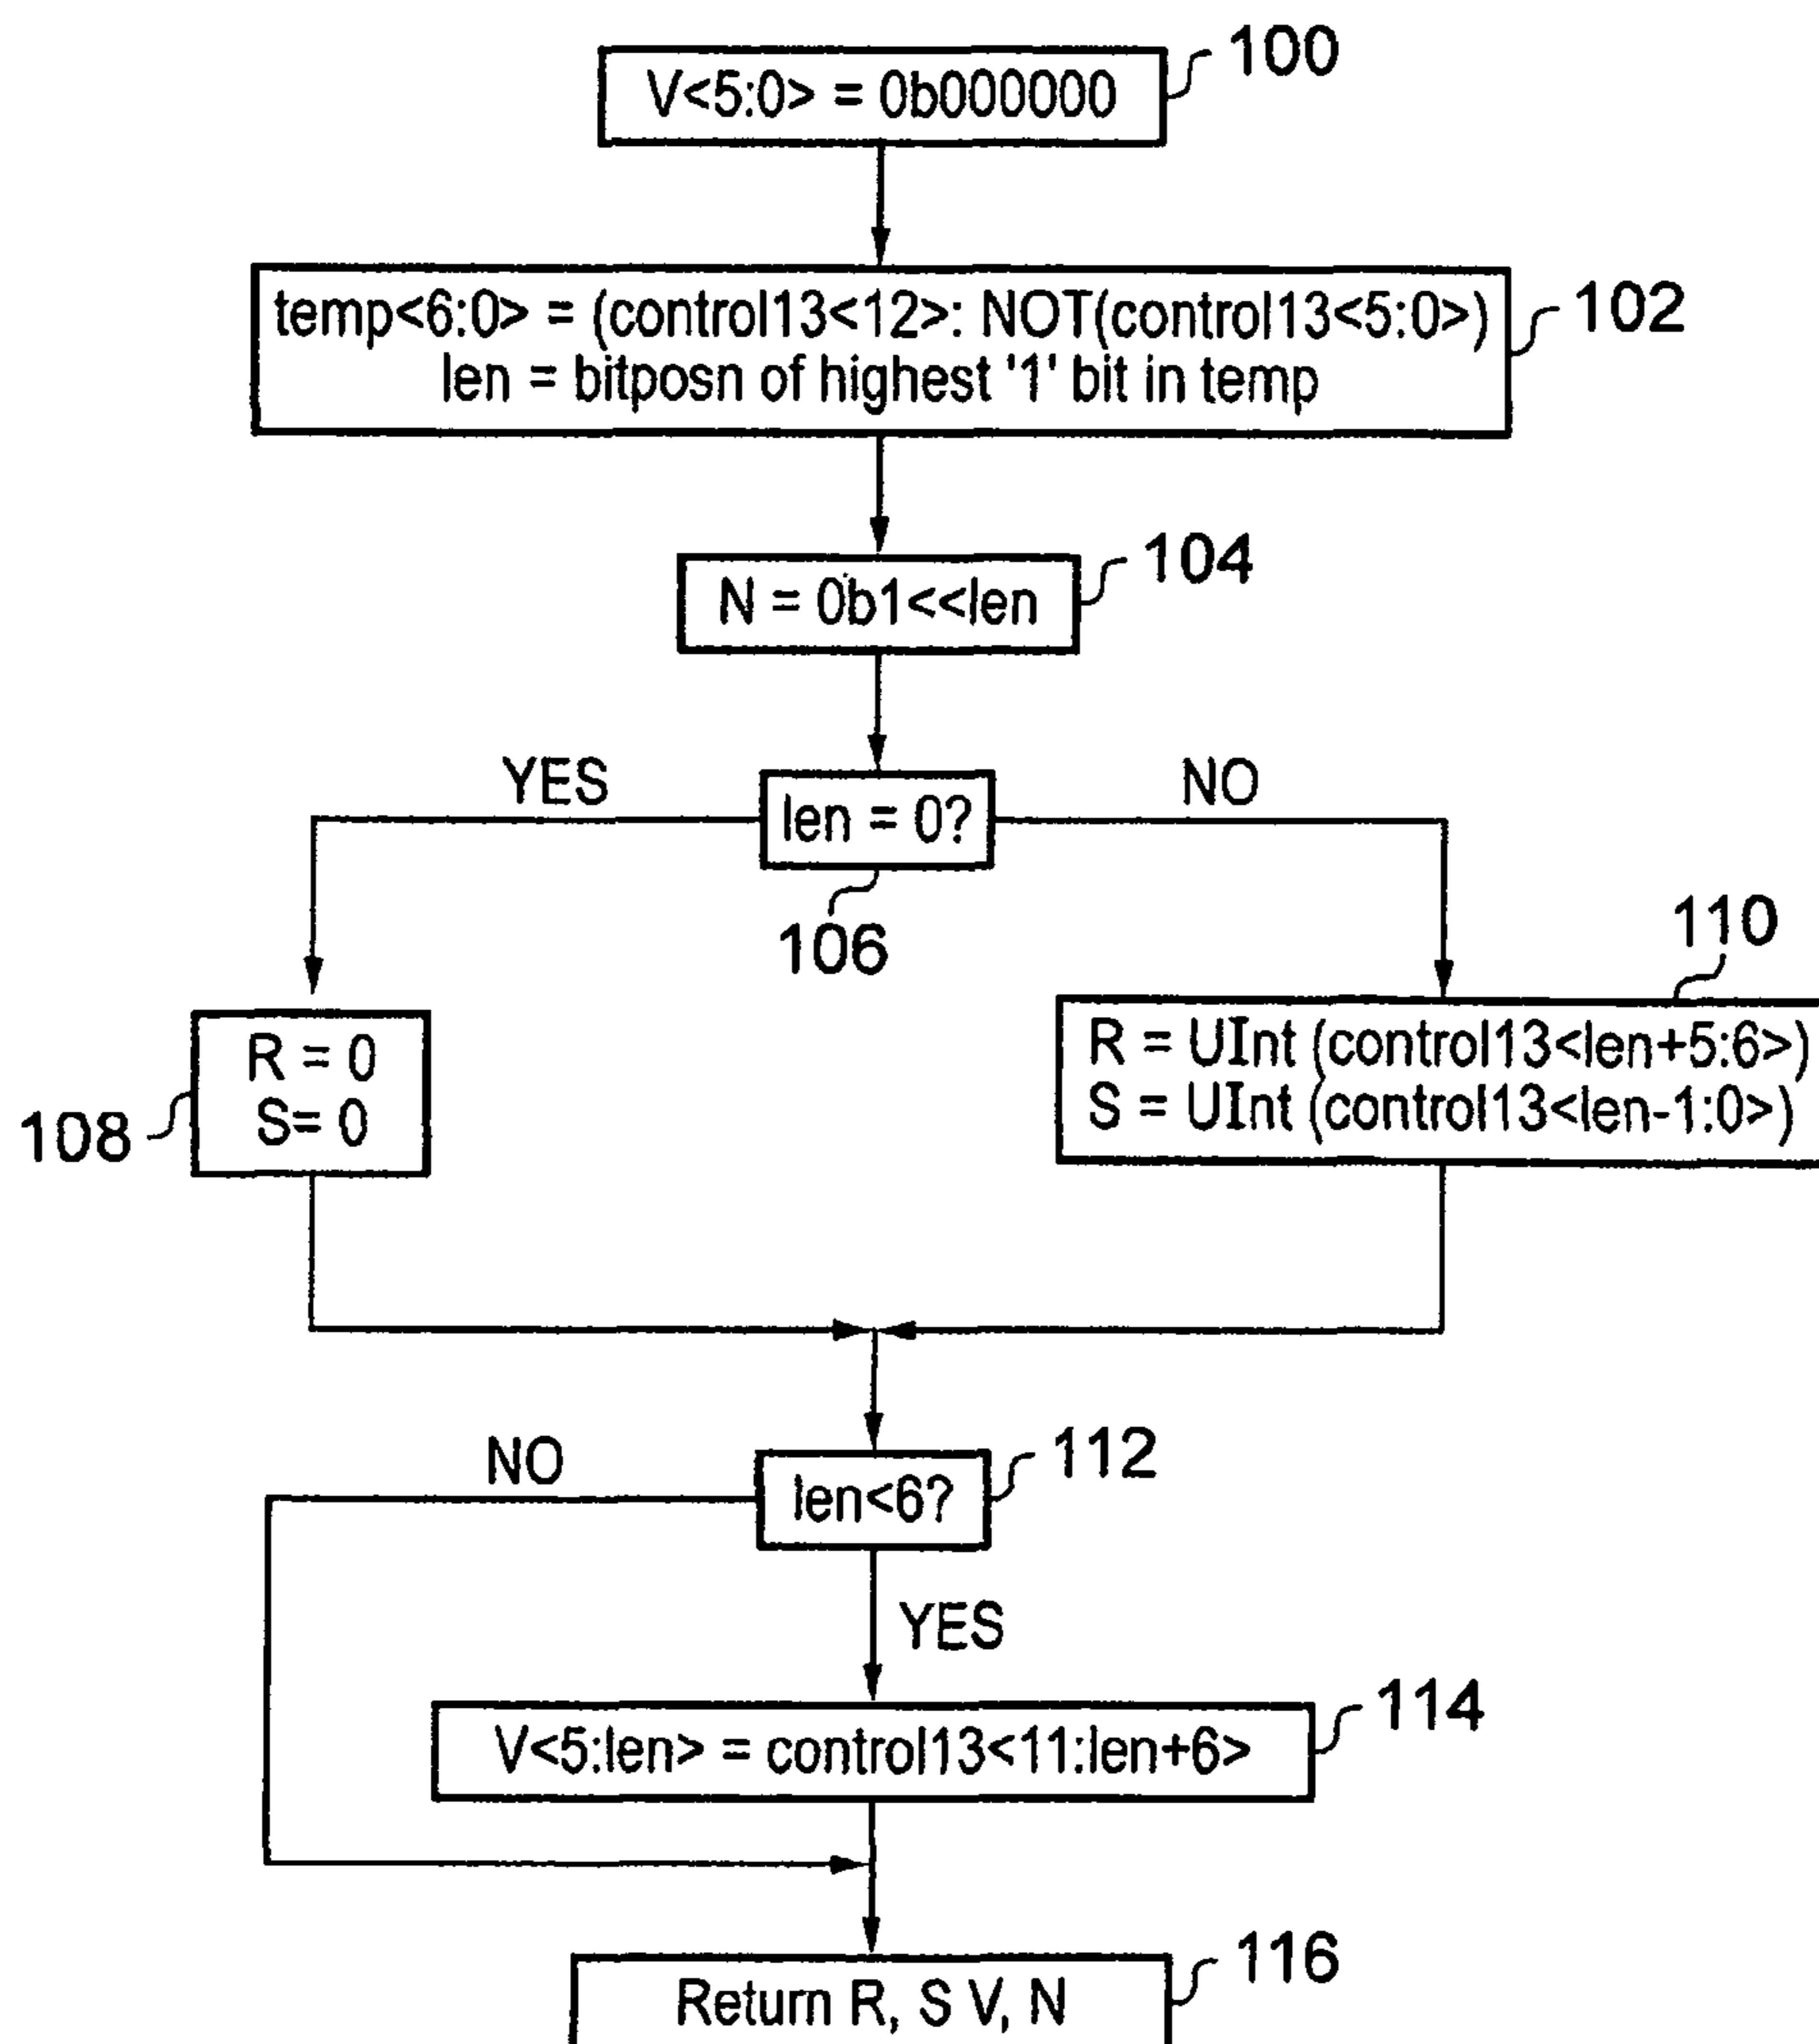 100
V<5:0> = 0b000000
temp<6:0> = (control13<12>: NOT(control13<5:0>)
len = bitposn of highest '1' bit in temp
102
N = 0b1<<len
104
YES
len = 0?
NO
106
110
R = 0
S= 0
108
R = UInt (control13<len+5:6>)
S = UInt (control13<len-1:0>)
NO
len<6?
112
YES
V<5:len> = control13<11:len+6>
114
Return R, S V, N
116